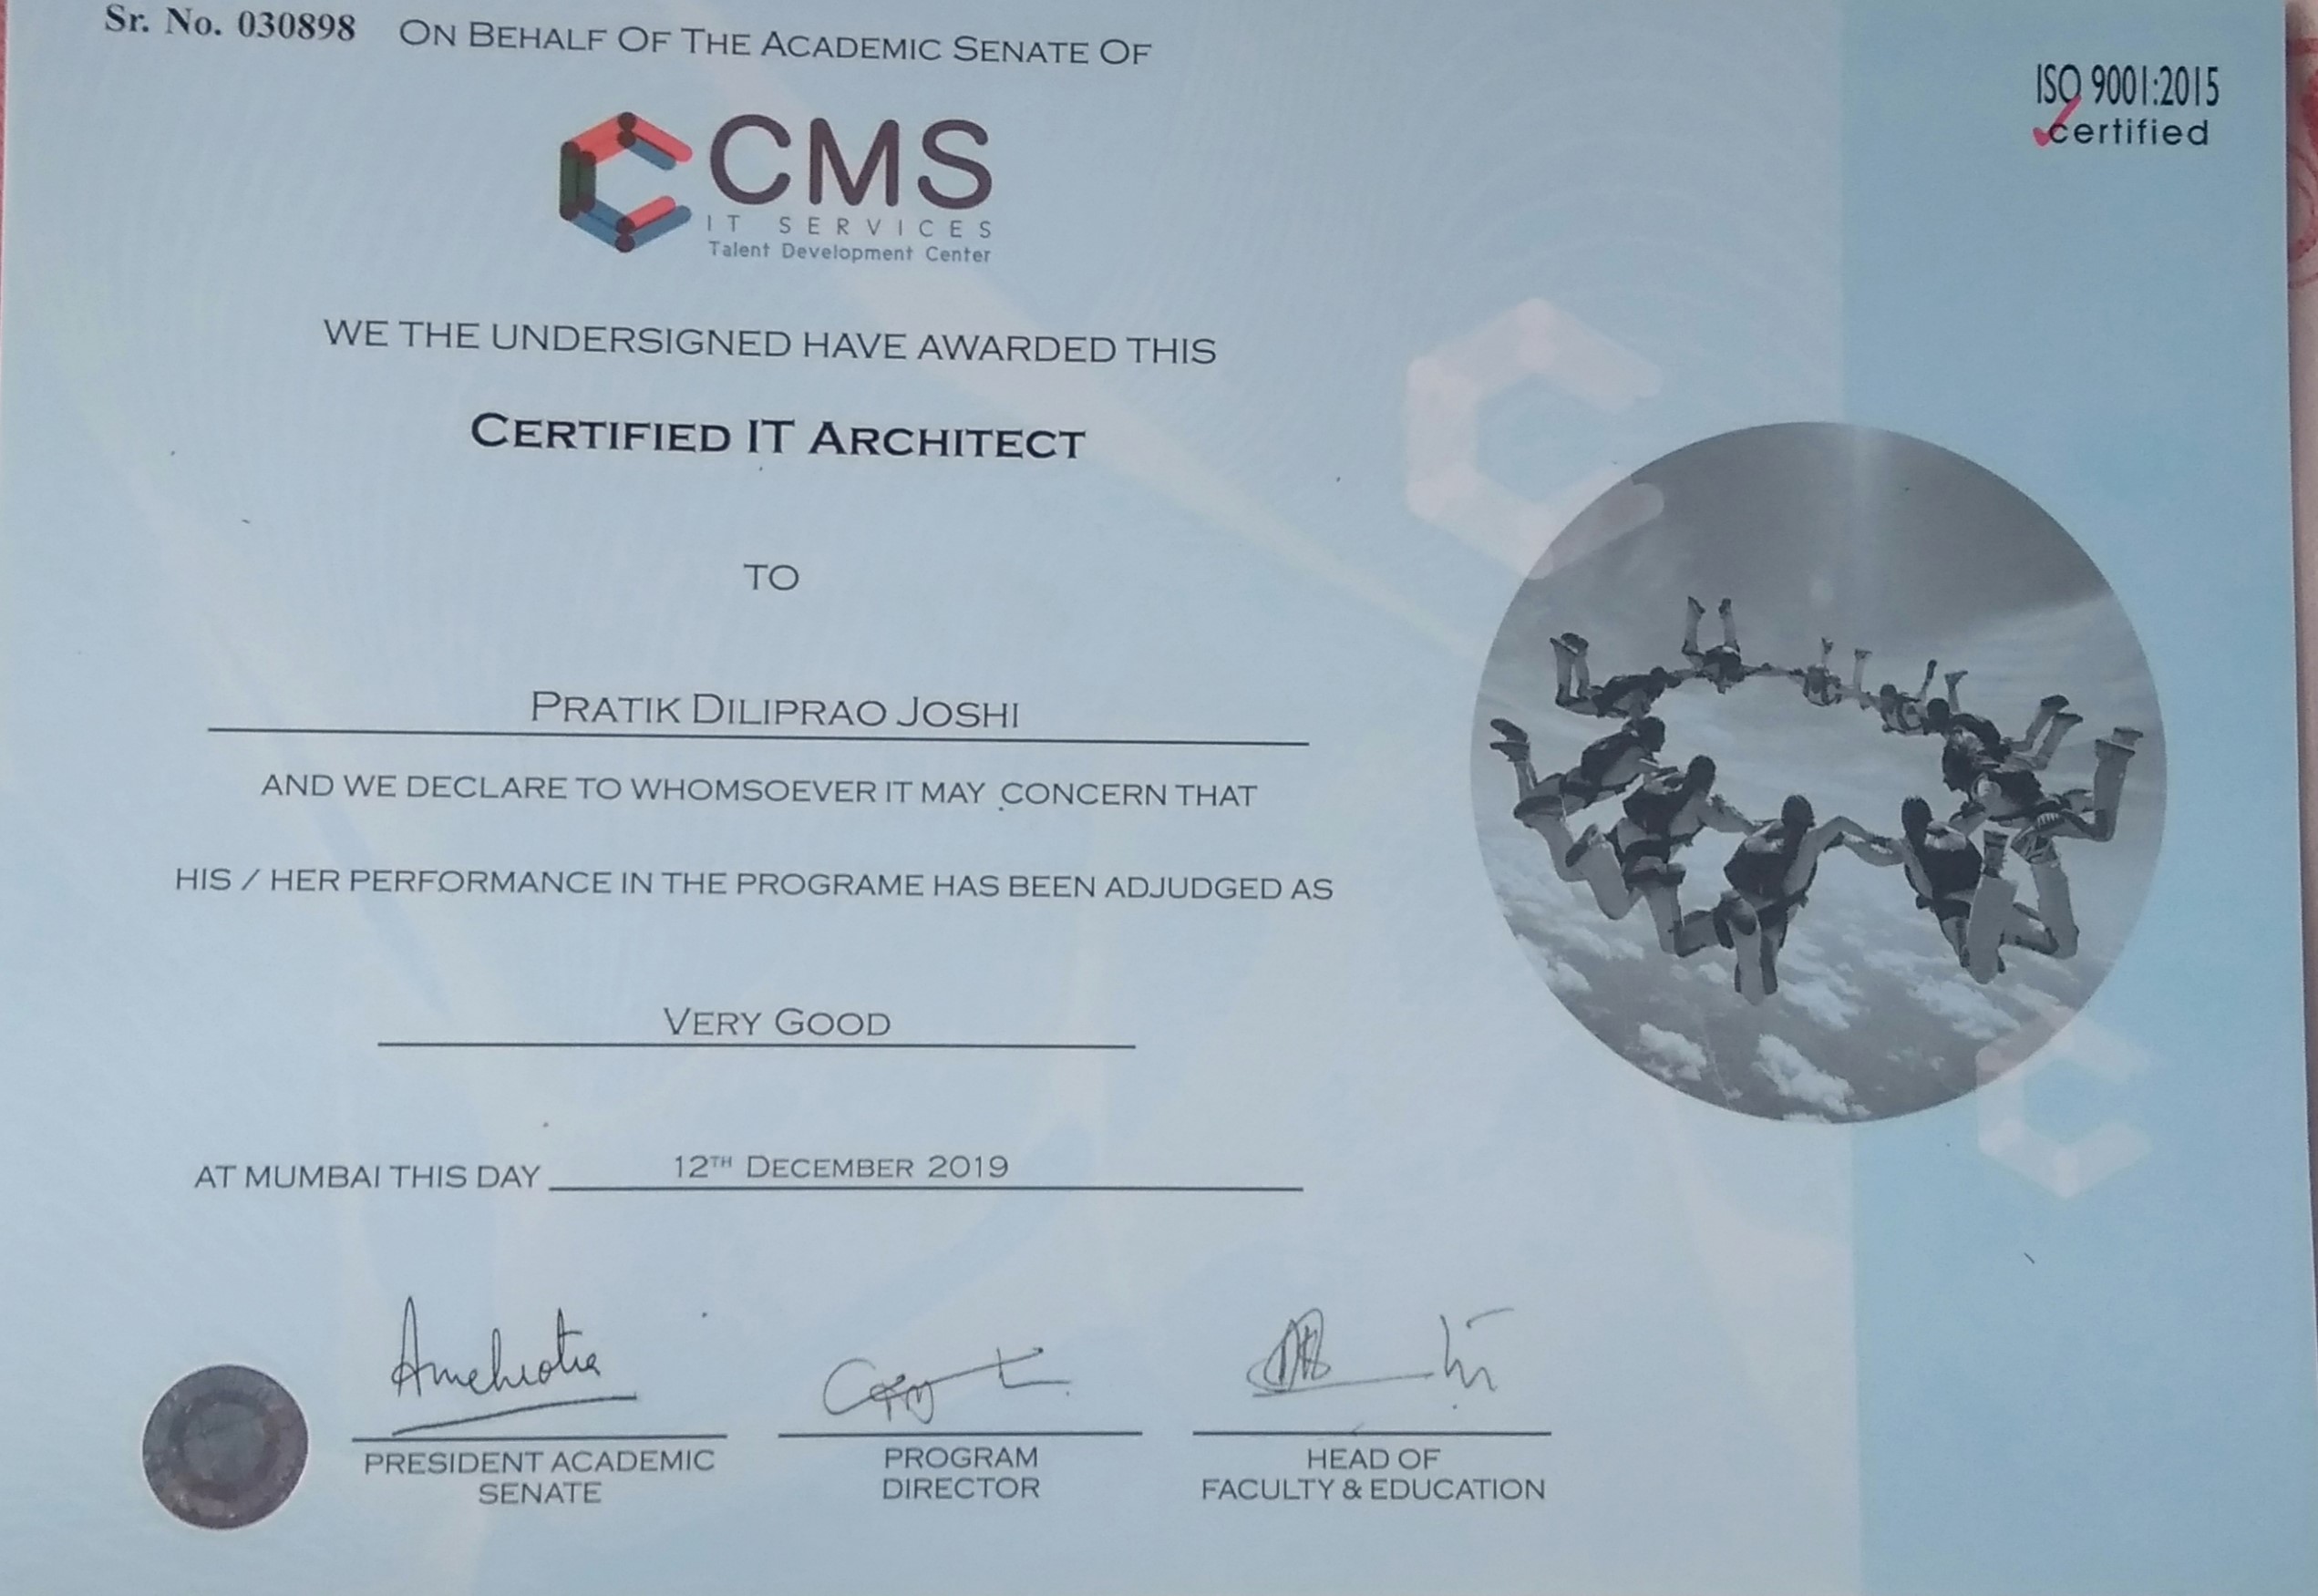 Sr. No. 030898 ON BEHALF OF THE ACADEMIC SENATE OF
ISO 9001:2015
certified
CMS
IT SERVICES
Talent Development Center
WE THE UNDERSIGNED HAVE AWARDED THIS
CERTIFIED IT ARCHITECT
TO
PRATIK DILIPRAO JOSHI
AND WE DECLARE TO WHOMSOEVER IT MAY CONCERN THAT
HIS / HER PERFORMANCE IN THE PROGRAME HAS BEEN ADJUDGED AS
VERY GOOD
AT MUMBAI THIS DAY 12TH DECEMBER 2019
PRESIDENT ACADEMIC
SENATE
PROGRAM
DIRECTOR
HEAD OF
FACULTY & EDUCATION